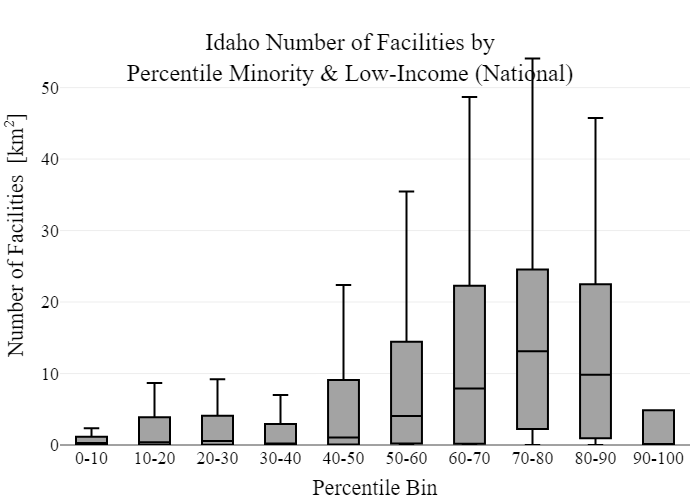 Idaho Number of Facilities by
Percentile Minority & Low-Income (National)
Number of Facilities [km²]
50
40
30
20
10
0
0-10 10-20 20-30 30-40 40-50 50-60 60-70 70-80 80-90 90-100
Percentile Bin